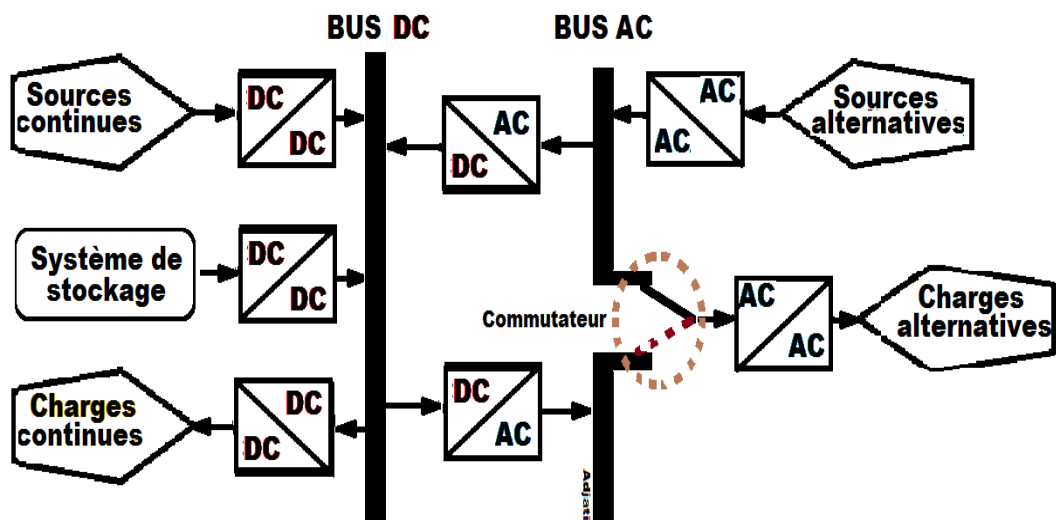 BUS DC
BUS AC
Sources
continues
DC
DC
AC
DC
AC
AC
Sources
alternatives
Système de
stockage
DC
DC
Commutateur
AC
AC
Charges
alternatives
Charges
continues
DC
DC
DC
AC
Adjati